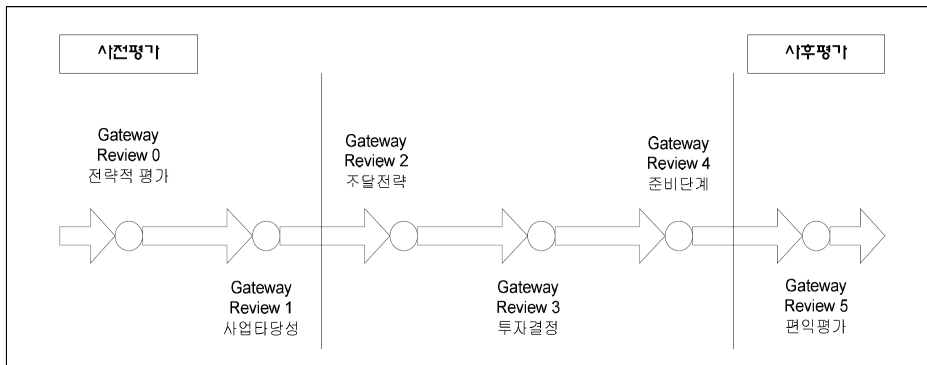 사전평가
사후평가
Gateway
Review 0
전략적 평가
Gateway
Review 1
사업타당성
Gateway
Review 2
조달전략
Gateway
Review 3
투자결정
Gateway
Review 4
준비단계
Gateway
Review 5
편익평가